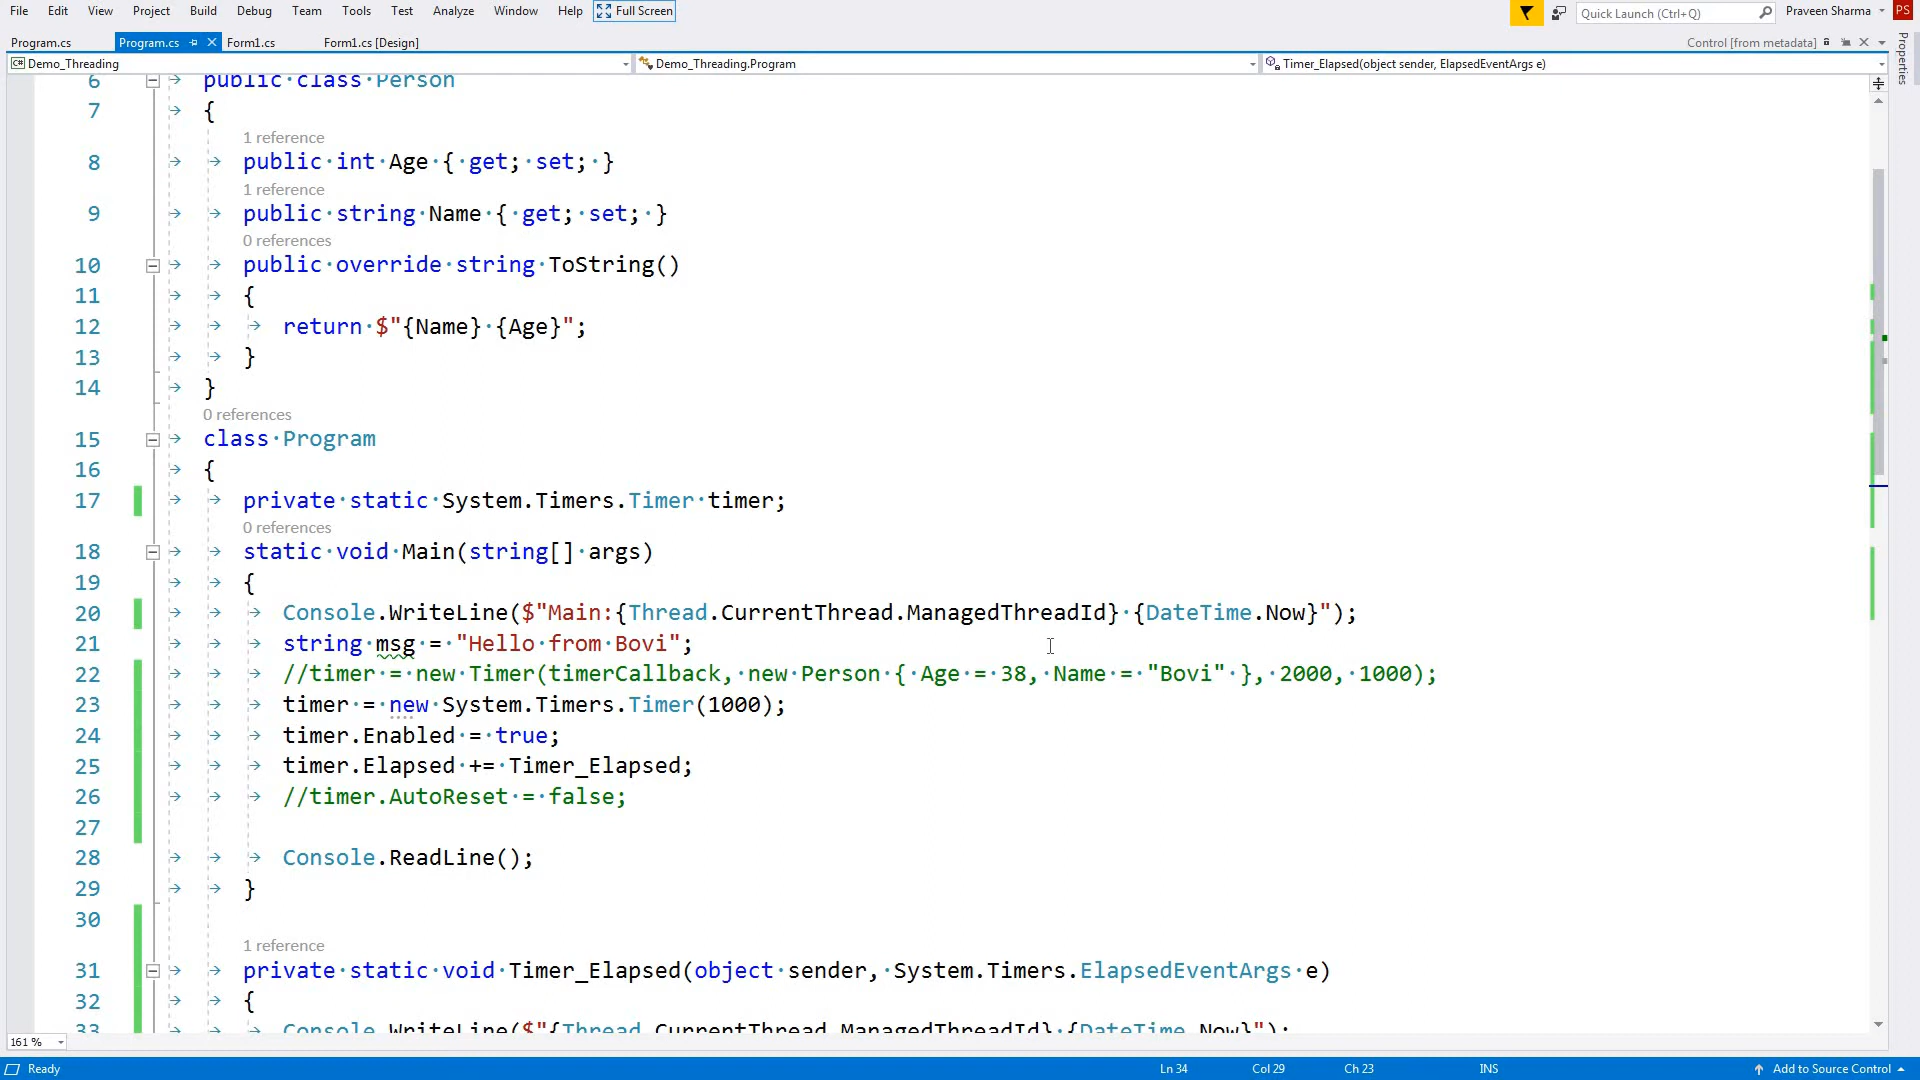 File Edit View Project Build Debug Team Tools Test Analyze Window Help Full Screen Quick Launch (Ctrl+Q) Praveen Sharma PS
Program.cs Program.cs Form1.cs Form1.cs [Design] Control [from metadata]
Demo_Threading Demo_Threading.Program Timer_Elapsed(object sender, ElapsedEventArgs e)
Properties
6 public class Person
7 {
1 reference
8 public int Age { get; set; }
1 reference
9 public string Name { get; set; }
0 references
10 public override string ToString()
11 {
12 return $"{Name} {Age}";
13 }
14 }
0 references
15 class Program
16 {
17 private static System.Timers.Timer timer;
0 references
18 static void Main(string[] args)
19 {
20 Console.WriteLine($"Main:{Thread.CurrentThread.ManagedThreadId} {DateTime.Now}");
21 string msg = "Hello from Bovi";
22 //timer = new Timer(timerCallback, new Person { Age = 38, Name = "Bovi" }, 2000, 1000);
23 timer = new System.Timers.Timer(1000);
24 timer.Enabled = true;
25 timer.Elapsed += Timer_Elapsed;
26 //timer.AutoReset = false;
27
28 Console.ReadLine();
29 }
30
1 reference
31 private static void Timer_Elapsed(object sender, System.Timers.ElapsedEventArgs e)
32 {
33 Console.WriteLine($"{Thread.CurrentThread.ManagedThreadId} {DateTime.Now}");
161 %
Ready Ln 34 Col 29 Ch 23 INS Add to Source Control